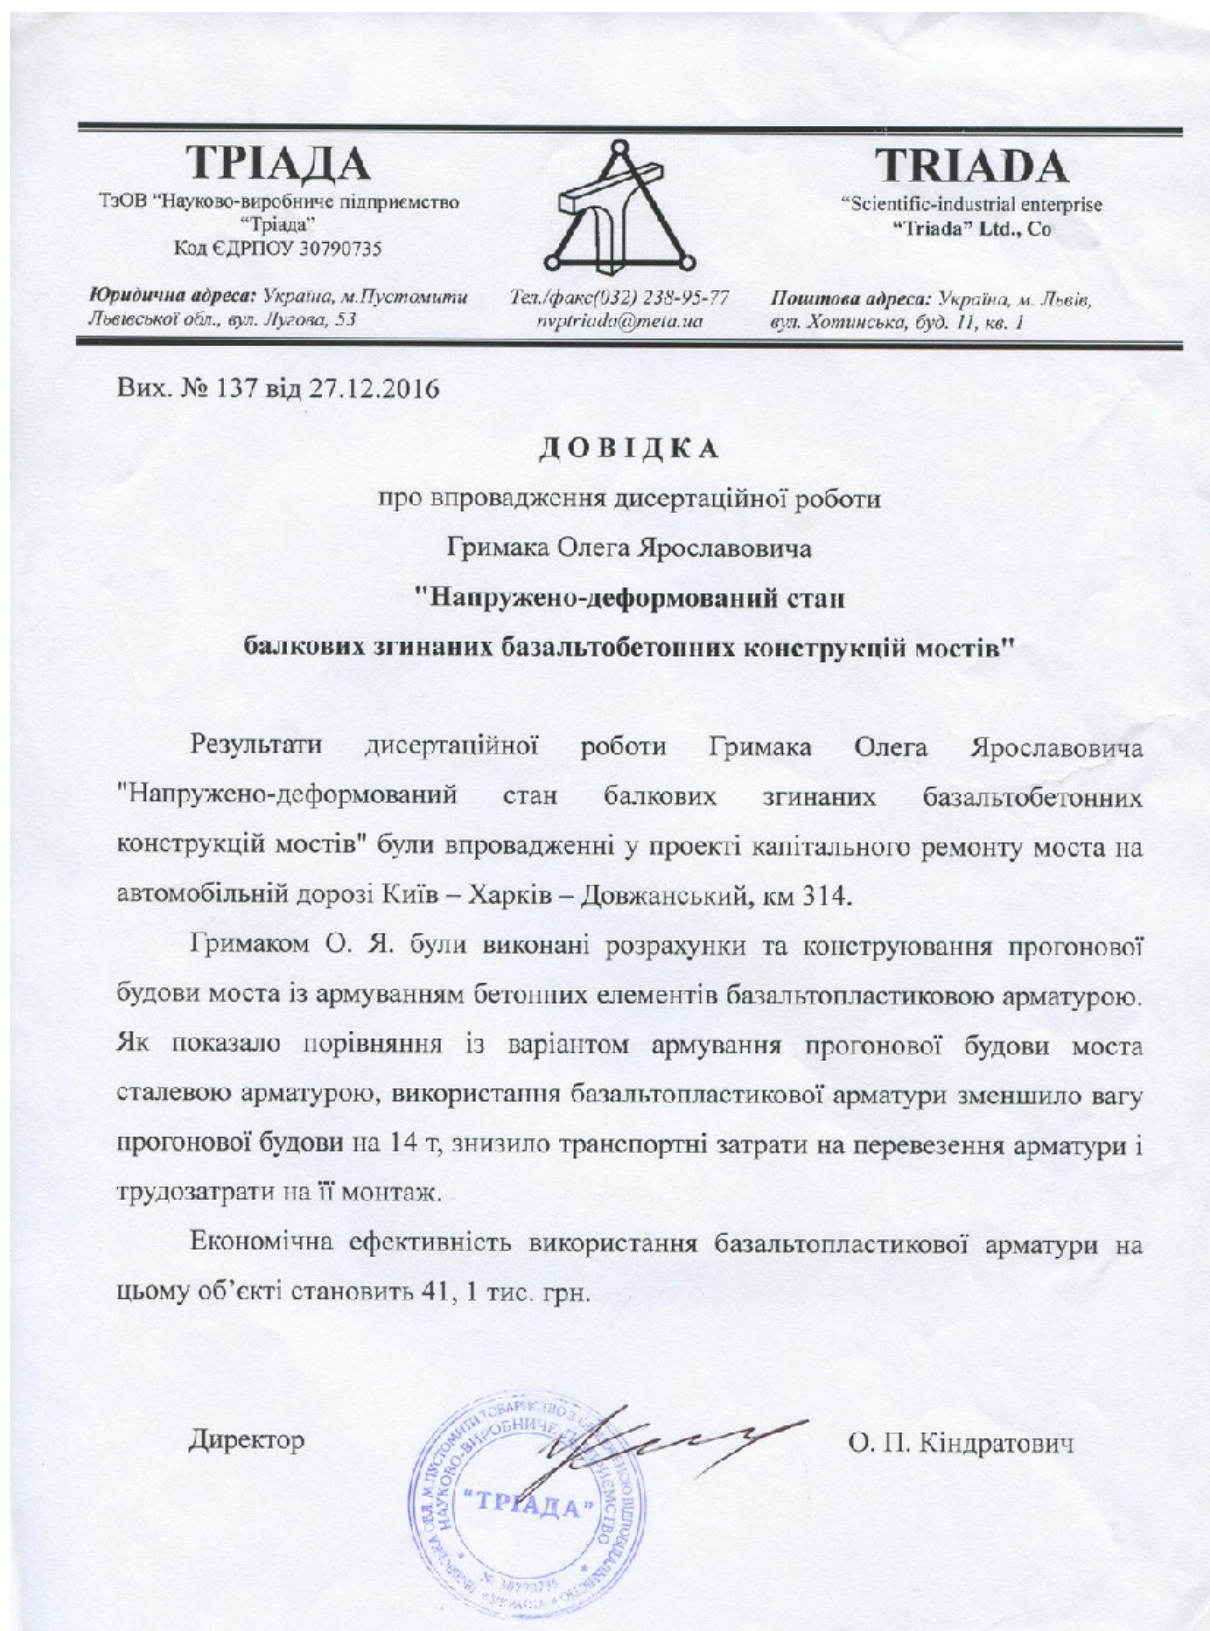 ТРІАДА
ТзОВ “Науково-виробниче підприємство
“Тріада”
Код ЄДРПОУ 30790735
TRIADA
“Scientific-industrial enterprise
“Triada” Ltd., Co
Юридична адреса: Україна, м.Пустомити
Львівської обл., вул. Лугова, 53
Тел./факс(032) 238-95-77
nvptriada@meta.ua
Поштова адреса: Україна, м. Львів,
вул. Хотинська, буд. 11, кв. 1
Вих. № 137 від 27.12.2016
Д О В І Д К А
про впровадження дисертаційної роботи
Гримака Олега Ярославовича
"Напружено-деформований стан
балкових згинаних базальтобетонних конструкцій мостів"
Результати дисертаційної роботи Гримака Олега Ярославовича
"Напружено-деформований стан балкових згинаних базальтобетонних
конструкцій мостів" були впровадженні у проекті капітального ремонту моста на
автомобільній дорозі Київ – Харків – Довжанський, км 314.
Гримаком О. Я. були виконані розрахунки та конструювання прогонової
будови моста із армуванням бетонних елементів базальтопластиковою арматурою.
Як показало порівняння із варіантом армування прогонової будови моста
сталевою арматурою, використання базальтопластикової арматури зменшило вагу
прогонової будови на 14 т, знизило транспортні затрати на перевезення арматури і
трудозатрати на її монтаж.
Економічна ефективність використання базальтопластикової арматури на
цьому об’єкті становить 41, 1 тис. грн.
Директор
О. П. Кіндратович
НАУКОВО-ВИРОБНИЧЕ ПІДПРИЄМСТВО
“ТРІАДА”
№ 30790735